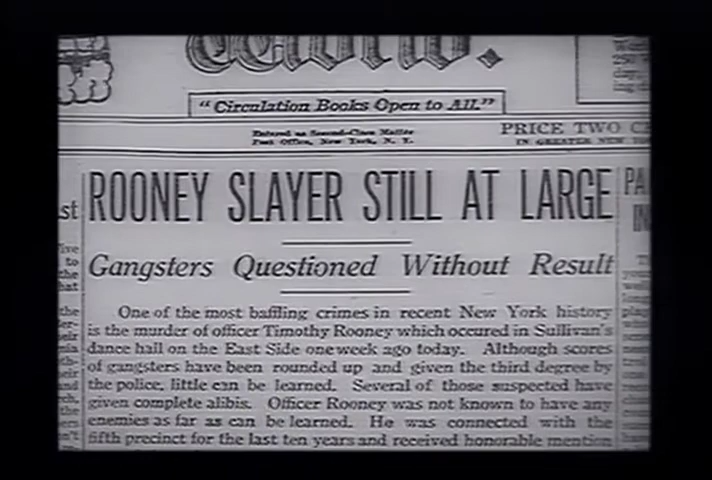 World.
"Circulation Books Open to All."
Entered as Second-Class Matter
Post Office, New York, N. Y.
PRICE TWO
IN GREATER NEW
ROONEY SLAYER STILL AT LARGE
Gangsters Questioned Without Result
One of the most baffling crimes in recent New York history
is the murder of officer Timothy Rooney which occured in Sullivan's
dance hall on the East Side one week ago today. Although scores
of gangsters have been rounded up and given the third degree by
the police, little can be learned. Several of those suspected have
given complete alibis. Officer Rooney was not known to have any
enemies as far as can be learned. He was connected with the
fifth precinct for the last ten years and received honorable mention